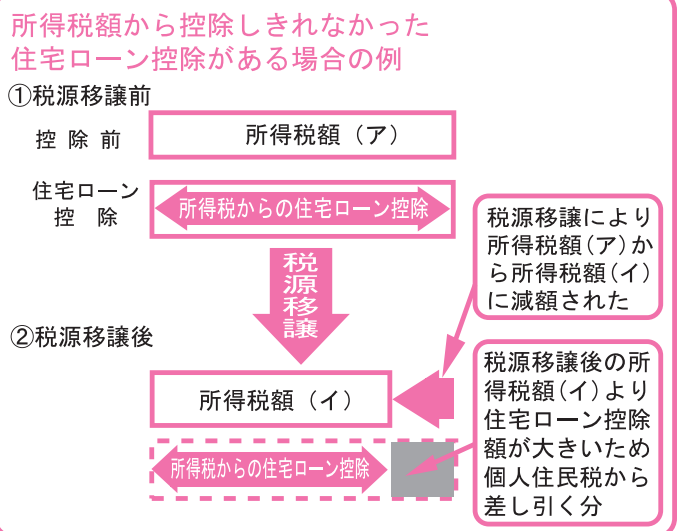 所得税額から控除しきれなかった
住宅ローン控除がある場合の例
①税源移譲前
控除前
所得税額（ア）
住宅ローン
控　除
所得税からの住宅ローン控除
税源移譲
税源移譲により
所得税額(ア)か
ら所得税額(イ)
に減額された
②税源移譲後
所得税額（イ）
所得税からの住宅ローン控除
税源移譲後の所
得税額(イ)より
住宅ローン控除
額が大きいため
個人住民税から
差し引く分